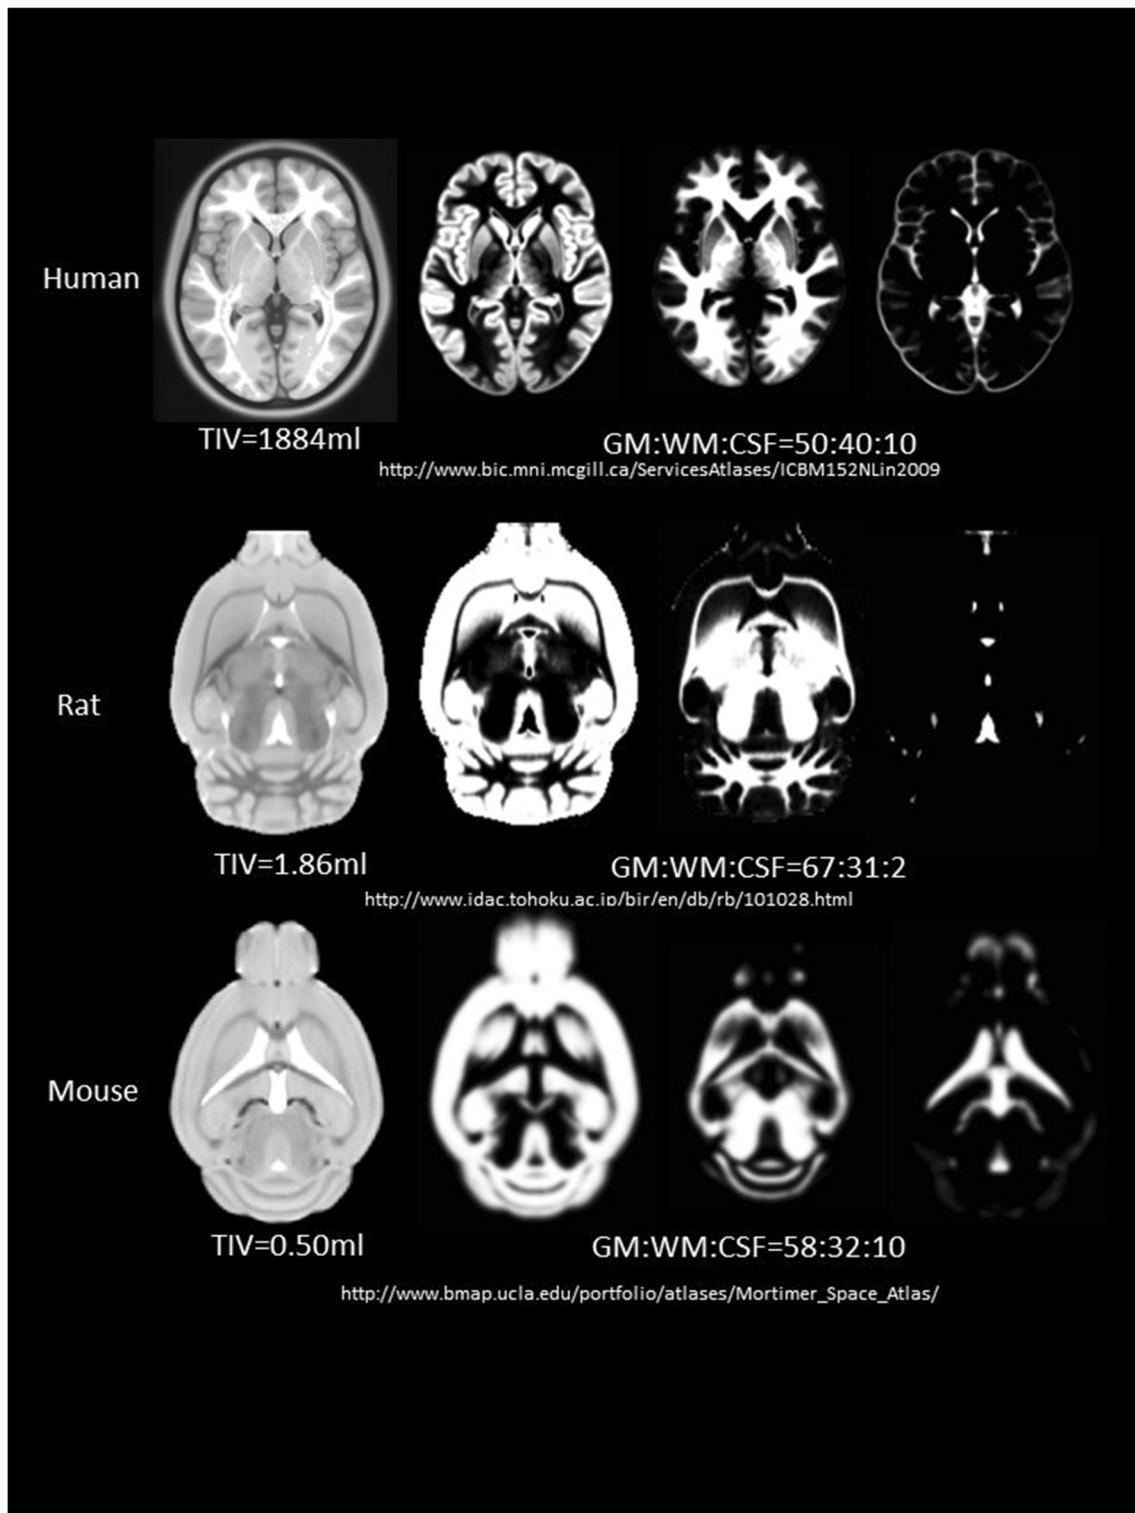 Human
TIV=1884ml
GM:WM:CSF=50:40:10
http://www.bic.mni.mcgill.ca/ServicesAtlases/ICBM152NLin2009
Rat
TIV=1.86ml
GM:WM:CSF=67:31:2
http://www.idac.tohoku.ac.jp/bir/en/db/rb/101028.html
Mouse
TIV=0.50ml
GM:WM:CSF=58:32:10
http://www.bmap.ucla.edu/portfolio/atlases/Mortimer_Space_Atlas/